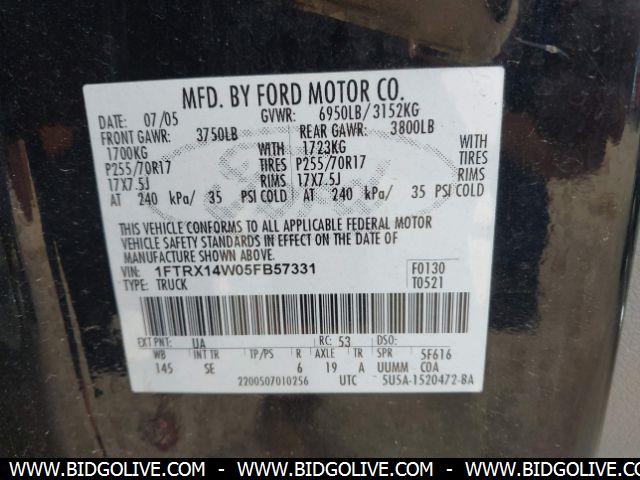 MFD. BY FORD MOTOR CO.
DATE: 07/05 GVWR: 6950LB/3152KG
FRONT GAWR: 3750LB REAR GAWR: 3800LB
1700KG WITH 1723KG WITH
P255/70R17 TIRES P255/70R17 TIRES
17X7.5J RIMS 17X7.5J RIMS
AT 240 kPa/ 35 PSI COLD AT 240 kPa/ 35 PSI COLD
THIS VEHICLE CONFORMS TO ALL APPLICABLE FEDERAL MOTOR
VEHICLE SAFETY STANDARDS IN EFFECT ON THE DATE OF
MANUFACTURE SHOWN ABOVE.
VIN: 1FTRX14W05FB57331 F0130
TYPE: TRUCK T0521
EXT PNT: UA RC: 53 DSO:
WB INT TR TP/PS R AXLE TR SPR 5F616
145 SE 6 19 A UUMM COA
2200507010256 UTC 5U5A-1520472-BA
WWW.BIDGOLIVE.COM - WWW.BIDGOLIVE.COM - WWW.BIDGOLIVE.COM